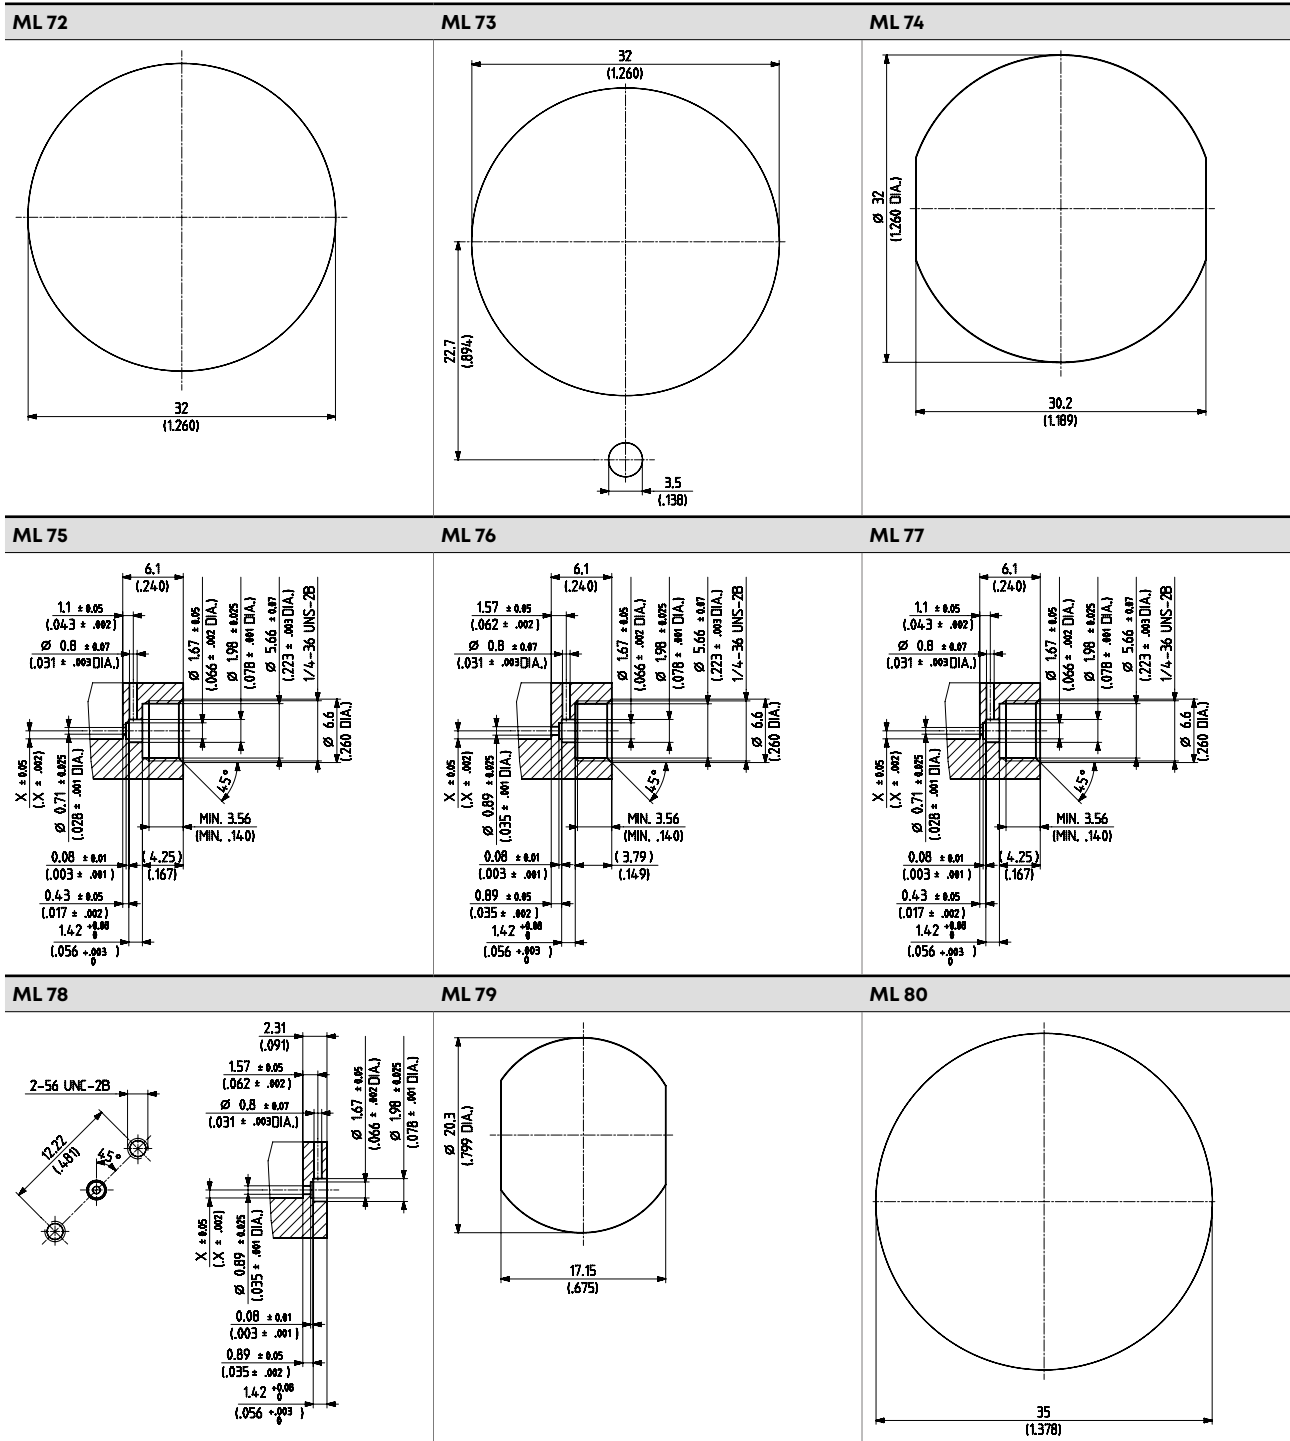 ML 72
ML 73
ML 74
32
(1.260)
32
(1.260)
22.7
(.894)
3.5
(.138)
Ø 32
(1.260 DIA.)
30.2
(1.189)
ML 75
ML 76
ML 77
6.1
(.240)
1.1 ± 0.05
(.043 ± .002)
Ø 0.8 ± 0.07
(.031 ± .003 DIA.)
Ø 1.67 ± 0.05
(.066 ± .002 DIA.)
Ø 1.98 ± 0.025
(.078 ± .001 DIA.)
Ø 5.66 ± 0.07
(.223 ± .003 DIA.)
1/4-36 UNS-2B
Ø 6.6
(.260 DIA.)
X ± 0.05
(.X ± .002)
Ø 0.71 ± 0.025
(.028 ± .001 DIA.)
45°
MIN. 3.56
(MIN. .140)
0.08 ± 0.01
(.003 ± .001)
(4.25)
(.167)
0.43 ± 0.05
(.017 ± .002)
1.42 +0.08 0
(.056 +.003 0)
6.1
(.240)
1.57 ± 0.05
(.062 ± .002)
Ø 0.8 ± 0.07
(.031 ± .003 DIA.)
Ø 1.67 ± 0.05
(.066 ± .002 DIA.)
Ø 1.98 ± 0.025
(.078 ± .001 DIA.)
Ø 5.66 ± 0.07
(.223 ± .003 DIA.)
1/4-36 UNS-2B
Ø 6.6
(.260 DIA.)
X ± 0.05
(.X ± .002)
Ø 0.89 ± 0.025
(.035 ± .001 DIA.)
45°
MIN. 3.56
(MIN. .140)
0.08 ± 0.01
(.003 ± .001)
(3.79)
(.149)
0.89 ± 0.05
(.035 ± .002)
1.42 +0.08 0
(.056 +.003 0)
6.1
(.240)
1.1 ± 0.05
(.043 ± .002)
Ø 0.8 ± 0.07
(.031 ± .003 DIA.)
Ø 1.67 ± 0.05
(.066 ± .002 DIA.)
Ø 1.98 ± 0.025
(.078 ± .001 DIA.)
Ø 5.66 ± 0.07
(.223 ± .003 DIA.)
1/4-36 UNS-2B
Ø 6.6
(.260 DIA.)
X ± 0.05
(.X ± .002)
Ø 0.71 ± 0.025
(.028 ± .001 DIA.)
45°
MIN. 3.56
(MIN. .140)
0.08 ± 0.01
(.003 ± .001)
(4.25)
(.167)
0.43 ± 0.05
(.017 ± .002)
1.42 +0.08 0
(.056 +.003 0)
ML 78
ML 79
ML 80
2-56 UNC-2B
12.22
(.481)
45°
2.31
(.091)
1.57 ± 0.05
(.062 ± .002)
Ø 0.8 ± 0.07
(.031 ± .003 DIA.)
Ø 1.67 ± 0.05
(.066 ± .002 DIA.)
Ø 1.98 ± 0.025
(.078 ± .001 DIA.)
X ± 0.05
(.X ± .002)
Ø 0.89 ± 0.025
(.035 ± .001 DIA.)
0.08 ± 0.01
(.003 ± .001)
0.89 ± 0.05
(.035 ± .002)
1.42 +0.08 0
(.056 +.003 0)
Ø 20.3
(.799 DIA.)
17.15
(.675)
35
(1.378)